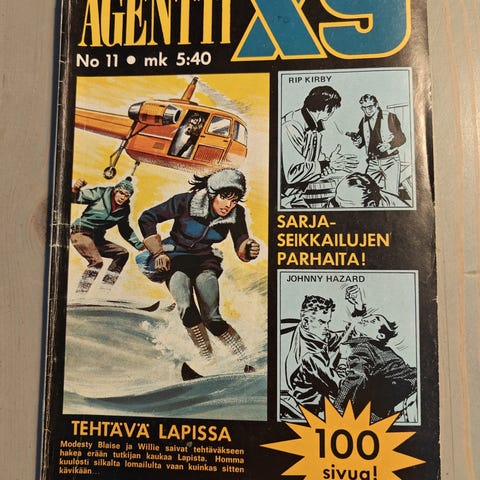 AGENTTI X9
No 11 • mk 5:40
RIP KIRBY
SARJA-
SEIKKAILUJEN
PARHAITA!
JOHNNY HAZARD
TEHTÄVÄ LAPISSA
Modesty Blaise ja Willie saivat tehtäväkseen
hakea erään tutkijan kaukaa Lapista. Homma
kuulosti silkalta lomailulta vaan kuinkas sitten
kävikään...
100
sivua!